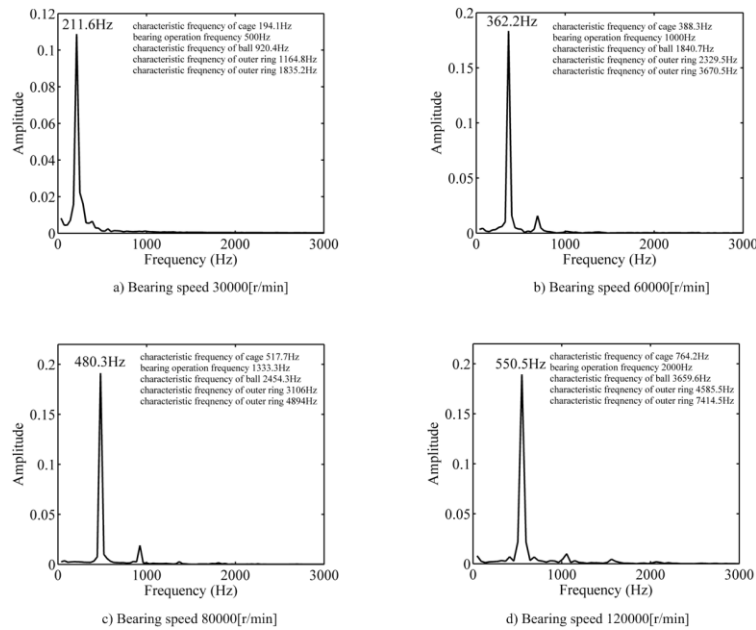 211.6Hz
characteristic frequency of cage 194.1Hz
bearing operation frequency 500Hz
characteristic frequency of ball 920.4Hz
characteristic frequency of outer ring 1164.8Hz
characteristic freqnency of outer ring 1835.2Hz
0.12
0.1
0.08
0.06
0.04
0.02
0
Amplitude
0 1000 2000 3000
Frequency (Hz)
a) Bearing speed 30000[r/min]
362.2Hz
characteristic frequency of cage 388.3Hz
bearing operation frequency 1000Hz
characteristic frequency of ball 1840.7Hz
characteristic frequency of outer ring 2329.5Hz
characteristic freqnency of outer ring 3670.5Hz
0.2
0.15
0.1
0.05
0
Amplitude
0 1000 2000 3000
Frequency (Hz)
b) Bearing speed 60000[r/min]
480.3Hz
characteristic frequency of cage 517.7Hz
bearing operation frequency 1333.3Hz
characteristic frequency of ball 2454.3Hz
characteristic frequency of outer ring 3106Hz
characteristic freqnency of outer ring 4894Hz
0.2
0.15
0.1
0.05
0
Amplitude
0 1000 2000 3000
Frequency (Hz)
c) Bearing speed 80000[r/min]
550.5Hz
characteristic frequency of cage 764.2Hz
bearing operation frequency 2000Hz
characteristic frequency of ball 3659.6Hz
characteristic frequency of outer ring 4585.5Hz
characteristic freqnency of outer ring 7414.5Hz
0.2
0.15
0.1
0.05
0
Amplitude
0 1000 2000 3000
Frequency (Hz)
d) Bearing speed 120000[r/min]